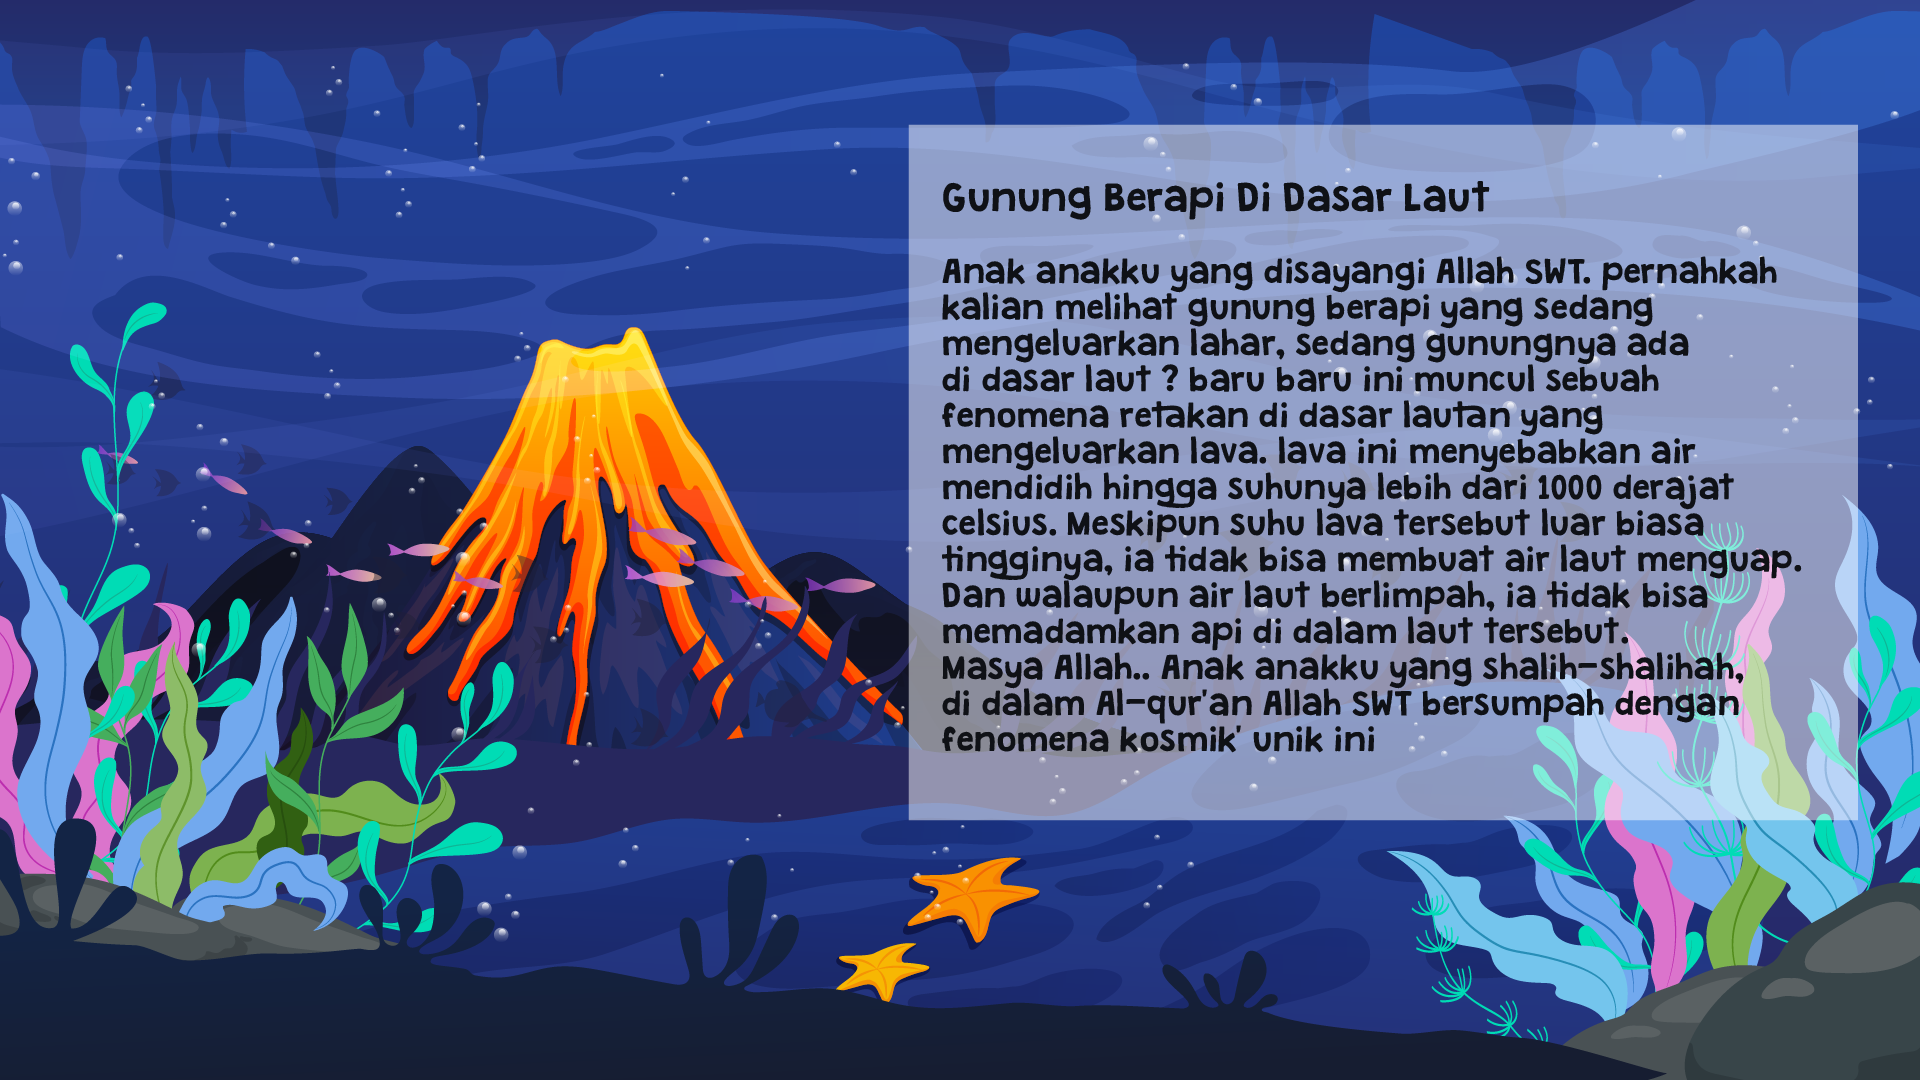 Gunung Berapi Di Dasar Laut
Anak anakku yang disayangi Allah SWT. pernahkah
kalian melihat gunung berapi yang sedang
mengeluarkan lahar, sedang gunungnya ada
di dasar laut ? baru baru ini muncul sebuah
fenomena retakan di dasar lautan yang
mengeluarkan lava. lava ini menyebabkan air
mendidih hingga suhunya lebih dari 1000 derajat
celsius. Meskipun suhu lava tersebut luar biasa
tingginya, ia tidak bisa membuat air laut menguap.
Dan walaupun air laut berlimpah, ia tidak bisa
memadamkan api di dalam laut tersebut.
Masya Allah.. Anak anakku yang shalih-shalihah,
di dalam Al-qur'an Allah SWT bersumpah dengan
fenomena kosmik' unik ini